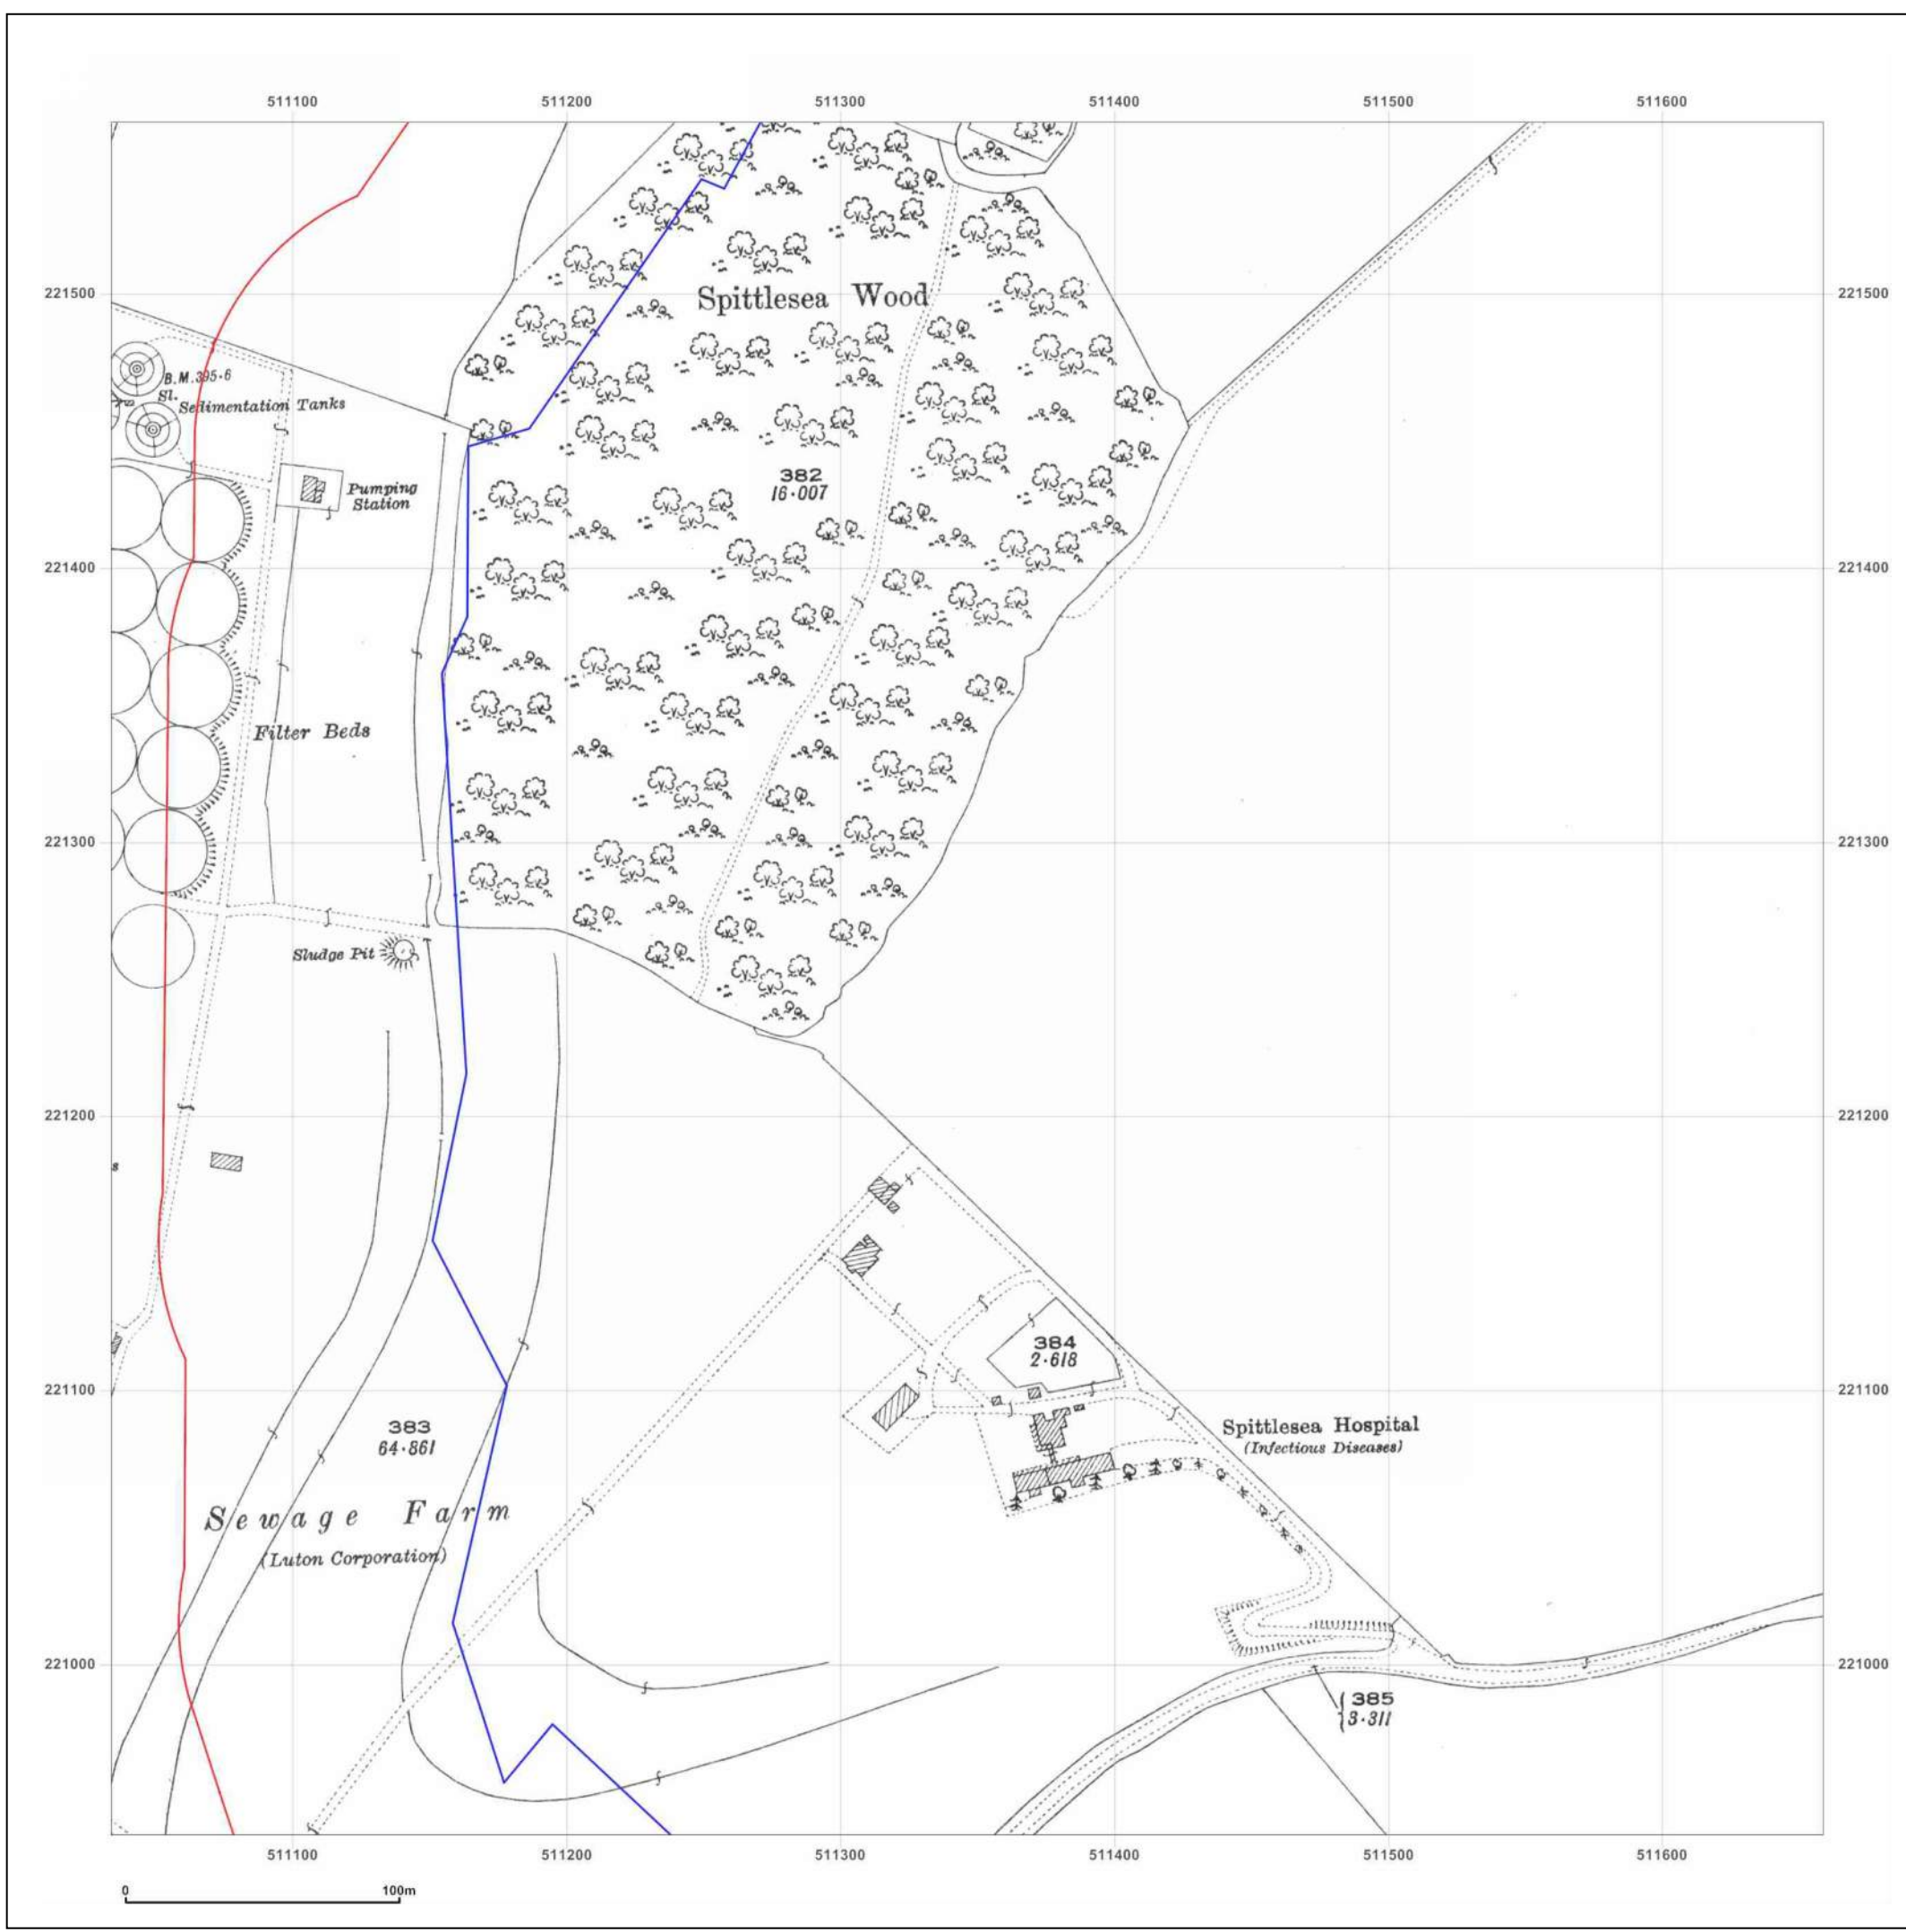 511100 511200 511300 511400 511500 511600
221500 Spittlesea Wood 221500
B.M.395·6
Sl.
Sedimentation Tanks
382
16·007
Pumping
Station
221400 221400
Filter Beds
221300 221300
Sludge Pit
221200 221200
s
384
2·618
221100 221100
383
64·861
Spittlesea Hospital
(Infectious Diseases)
Sewage Farm
(Luton Corporation)
221000 221000
385
3·311
511100 511200 511300 511400 511500 511600
0 100m